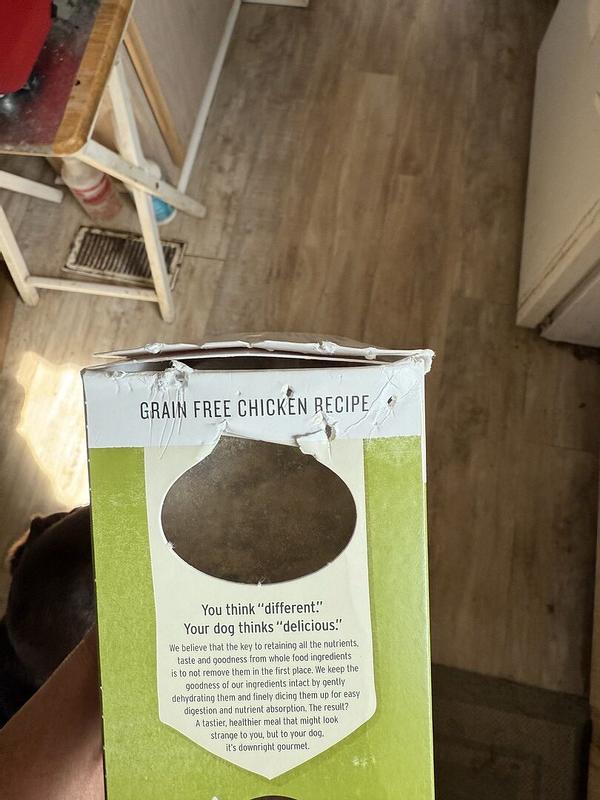 GRAIN FREE CHICKEN RECIPE
You think “different.”
Your dog thinks “delicious.”
We believe that the key to retaining all the nutrients,
taste and goodness from whole food ingredients
is to not remove them in the first place. We keep the
goodness of our ingredients intact by gently
dehydrating them and finely dicing them up for easy
digestion and nutrient absorption. The result?
A tastier, healthier meal that might look
strange to you, but to your dog,
it’s downright gourmet.